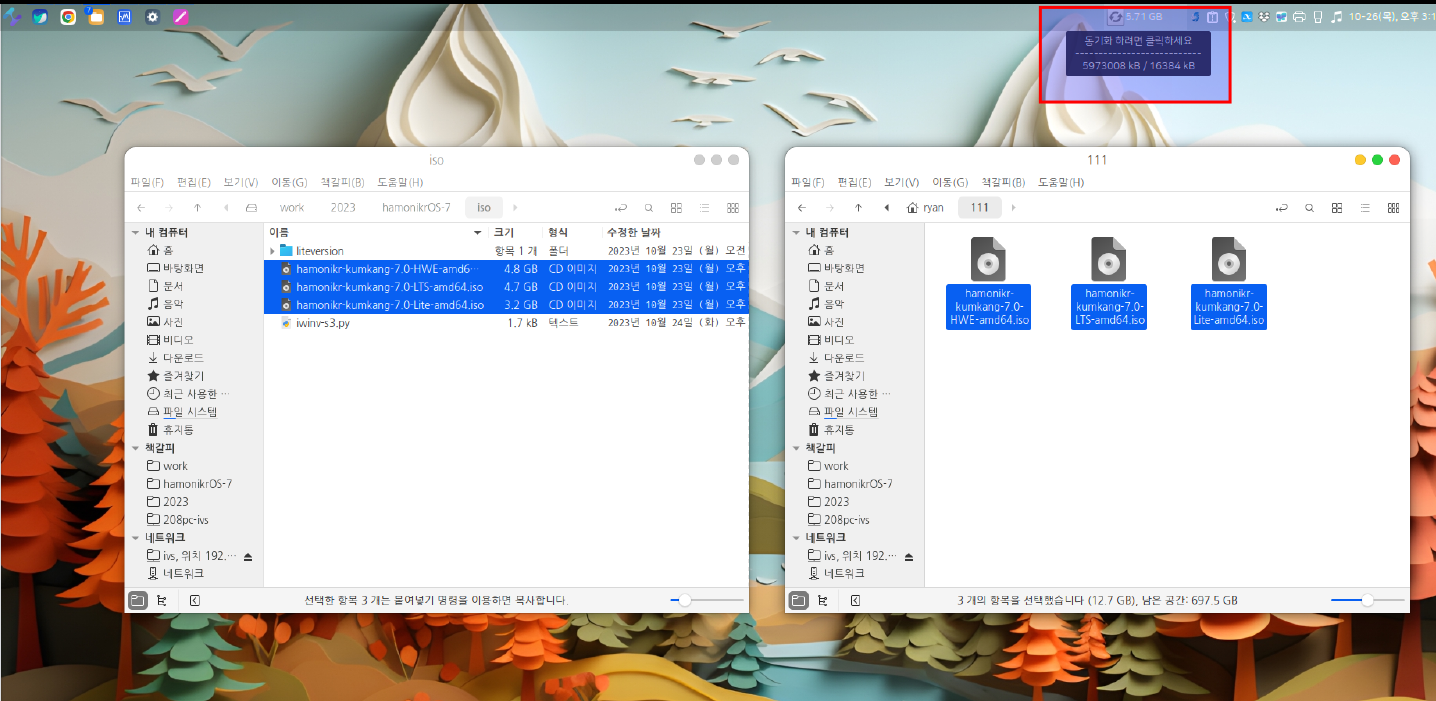 7
5.71 GB
10-26(목), 오후 3:1
동기화 하려면 클릭하세요
---------------------------
5973008 kB / 16384 kB
iso
파일(F) 편집(E) 보기(V) 이동(G) 책갈피(B) 도움말(H)
work 2023 hamonikrOS-7 iso
내 컴퓨터
홈
바탕화면
문서
음악
사진
비디오
다운로드
즐겨찾기
최근 사용한 …
파일 시스템
휴지통
책갈피
work
hamonikrOS-7
2023
208pc-ivs
네트워크
ivs, 위치 192.…
네트워크
이름 크기 형식 수정한 날짜
liteversion 항목 1 개 폴더 2023년 10월 23일 (월) 오전
hamonikr-kumkang-7.0-HWE-amd6… 4.8 GB CD 이미지 2023년 10월 23일 (월) 오후
hamonikr-kumkang-7.0-LTS-amd64.iso 4.7 GB CD 이미지 2023년 10월 23일 (월) 오후
hamonikr-kumkang-7.0-Lite-amd64.iso 3.2 GB CD 이미지 2023년 10월 23일 (월) 오후
iwinv-s3.py 1.7 kB 텍스트 2023년 10월 24일 (화) 오후
선택한 항목 3 개는 붙여넣기 명령을 이용하면 복사합니다.
111
파일(F) 편집(E) 보기(V) 이동(G) 책갈피(B) 도움말(H)
ryan 111
내 컴퓨터
홈
바탕화면
문서
음악
사진
비디오
다운로드
즐겨찾기
최근 사용한 …
파일 시스템
휴지통
책갈피
work
hamonikrOS-7
2023
208pc-ivs
네트워크
ivs, 위치 192.…
네트워크
hamonikr-
kumkang-7.0-
HWE-amd64.iso
hamonikr-
kumkang-7.0-
LTS-amd64.iso
hamonikr-
kumkang-7.0-
Lite-amd64.iso
3 개의 항목을 선택했습니다 (12.7 GB), 남은 공간: 697.5 GB